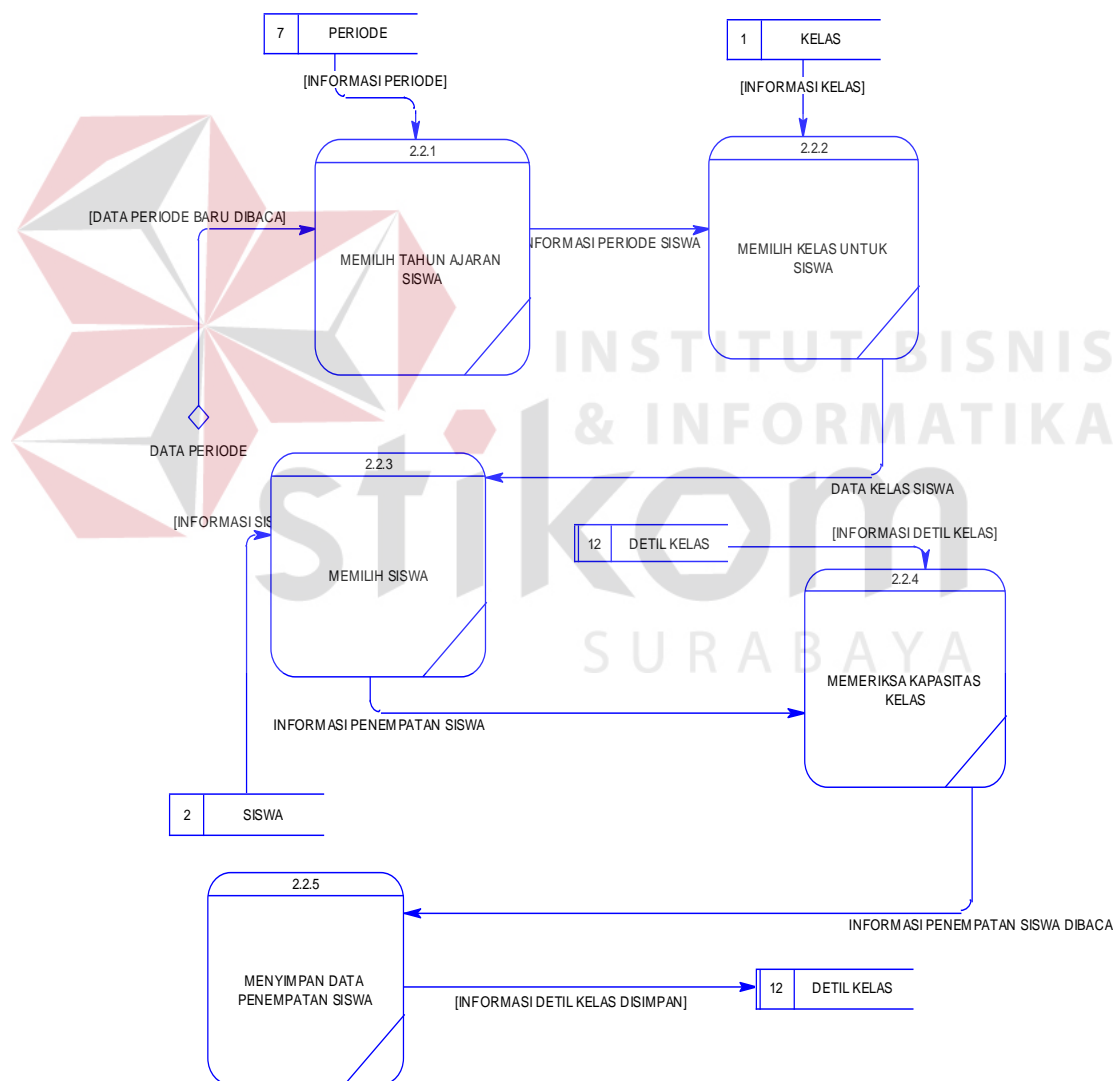 7 PERIODE
1 KELAS
[INFORMASI PERIODE]
[INFORMASI KELAS]
2.2.1
2.2.2
[DATA PERIODE BARU DIBACA]
NFORMASI PERIODE SISWA
MEMILIH TAHUN AJARAN
SISWA
MEMILIH KELAS UNTUK
SISWA
INSTITUT BISNIS
& INFORMATIKA
DATA PERIODE
2.2.3
DATA KELAS SISWA
stikom
[INFORMASI SIS
12 DETIL KELAS
[INFORMASI DETIL KELAS]
MEMILIH SISWA
2.2.4
SURABAYA
MEMERIKSA KAPASITAS
KELAS
INFORMASI PENEMPATAN SISWA
2 SISWA
2.2.5
INFORMASI PENEMPATAN SISWA DIBACA
MENYIMPAN DATA
PENEMPATAN SISWA
12 DETIL KELAS
[INFORMASI DETIL KELAS DISIMPAN]